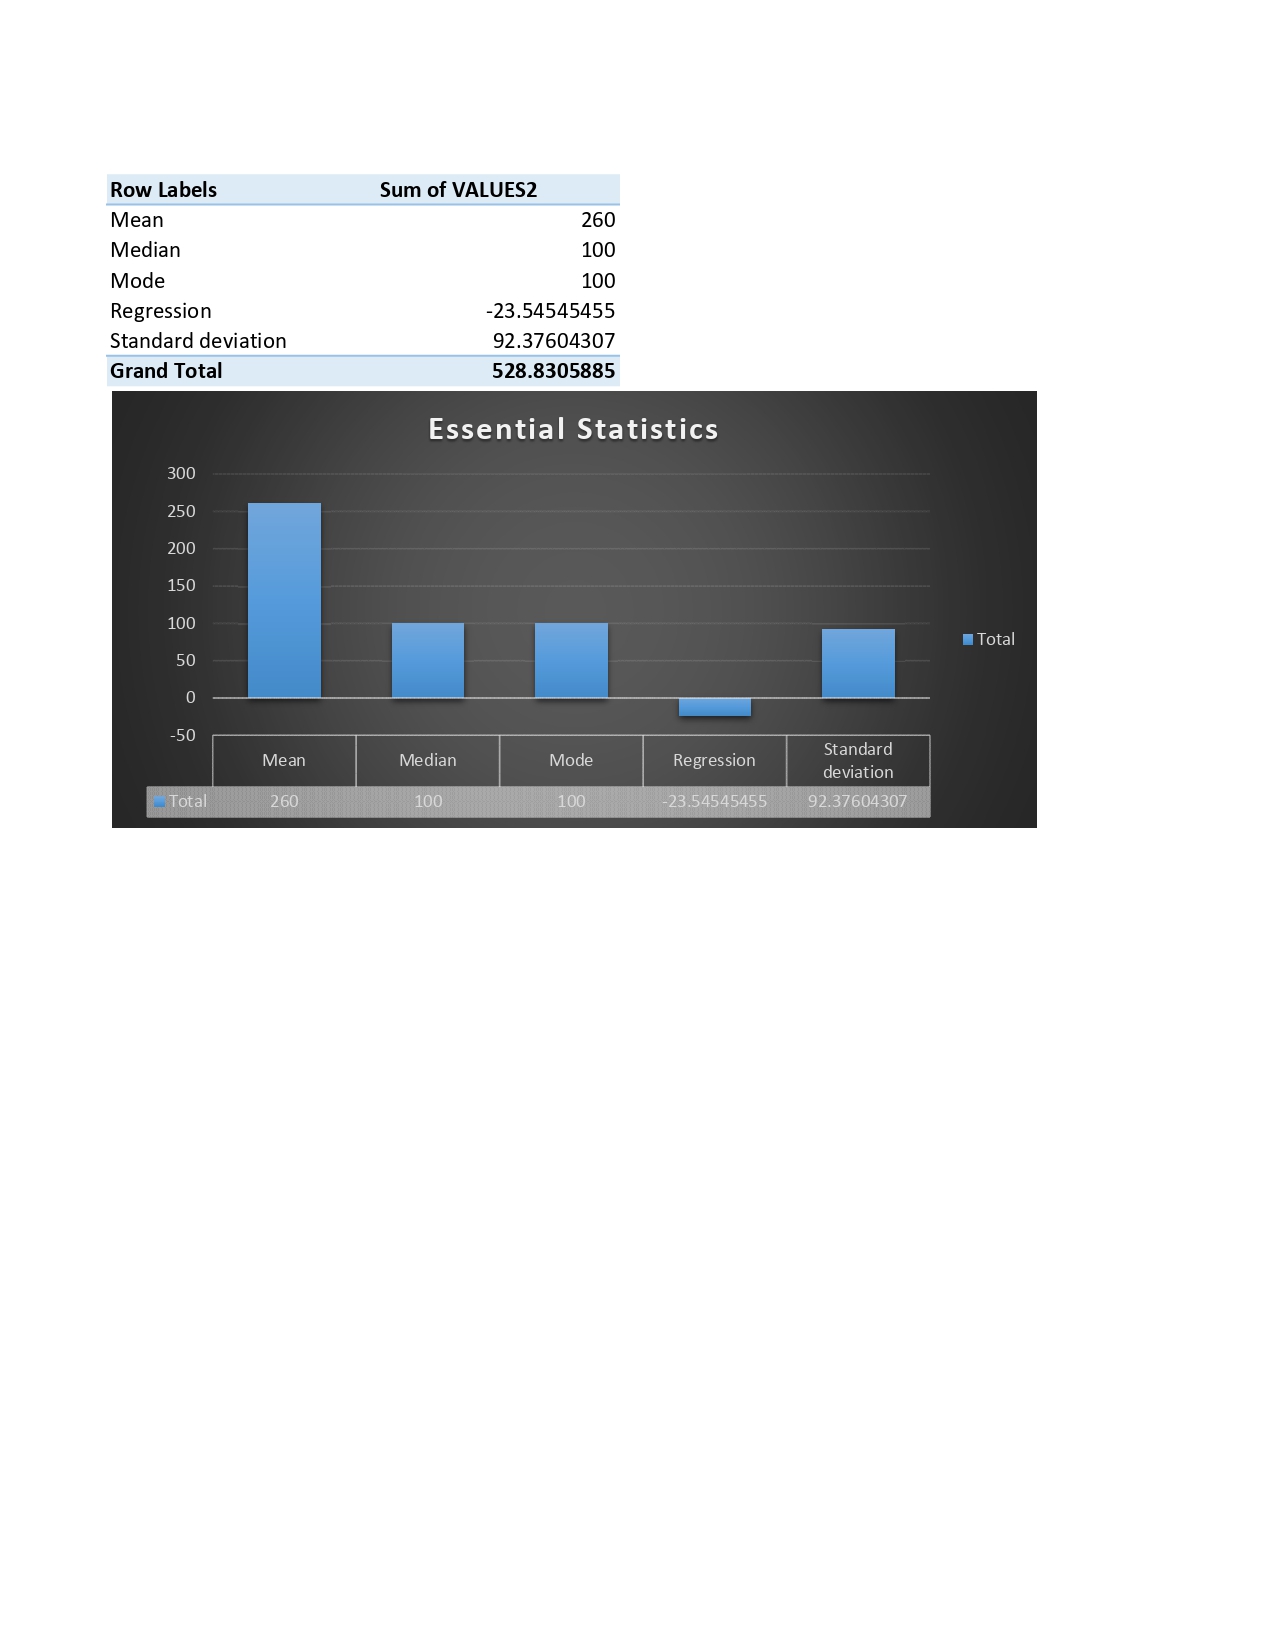 Row Labels Sum of VALUES2
Mean 260
Median 100
Mode 100
Regression -23.54545455
Standard deviation 92.37604307
Grand Total 528.8305885
Essential Statistics
300
250
200
150
100
50
0
-50
Total
Mean Median Mode Regression Standard deviation
Total 260 100 100 -23.54545455 92.37604307